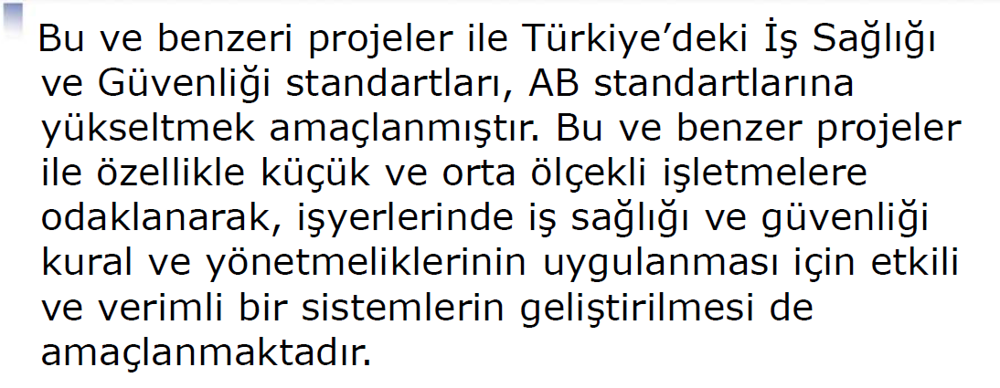 Bu ve benzeri projeler ile Türkiye’deki İş Sağlığı
ve Güvenliği standartları, AB standartlarına
yükseltmek amaçlanmıştır. Bu ve benzer projeler
ile özellikle küçük ve orta ölçekli işletmelere
odaklanarak, işyerlerinde iş sağlığı ve güvenliği
kural ve yönetmeliklerinin uygulanması için etkili
ve verimli bir sistemlerin geliştirilmesi de
amaçlanmaktadır.